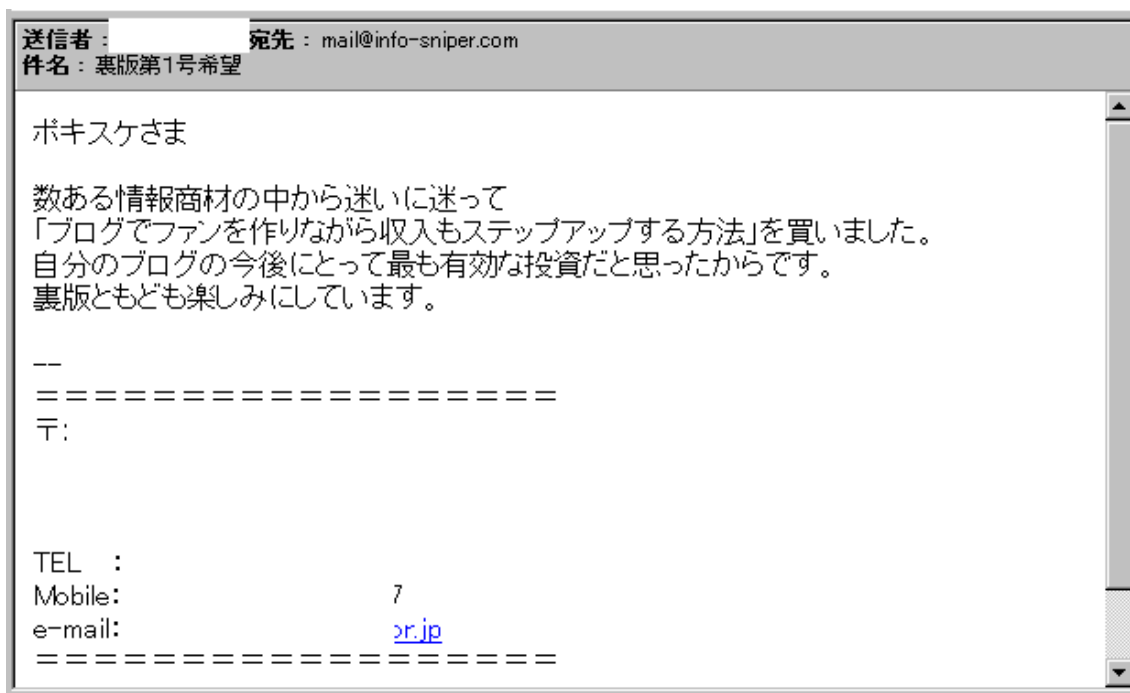 送信者： 宛先： mail@info-sniper.com
件名：裏版第1号希望
ポキスケさま
数ある情報商材の中から迷いに迷って
「ブログでファンを作りながら収入もステップアップする方法」を買いました。
自分のブログの今後にとって最も有効な投資だと思ったからです。
裏版ともども楽しみにしています。
--
＝＝＝＝＝＝＝＝＝＝＝＝＝＝＝＝＝＝
〒:
TEL ：
Mobile： 7
e-mail： or.jp
＝＝＝＝＝＝＝＝＝＝＝＝＝＝＝＝＝＝